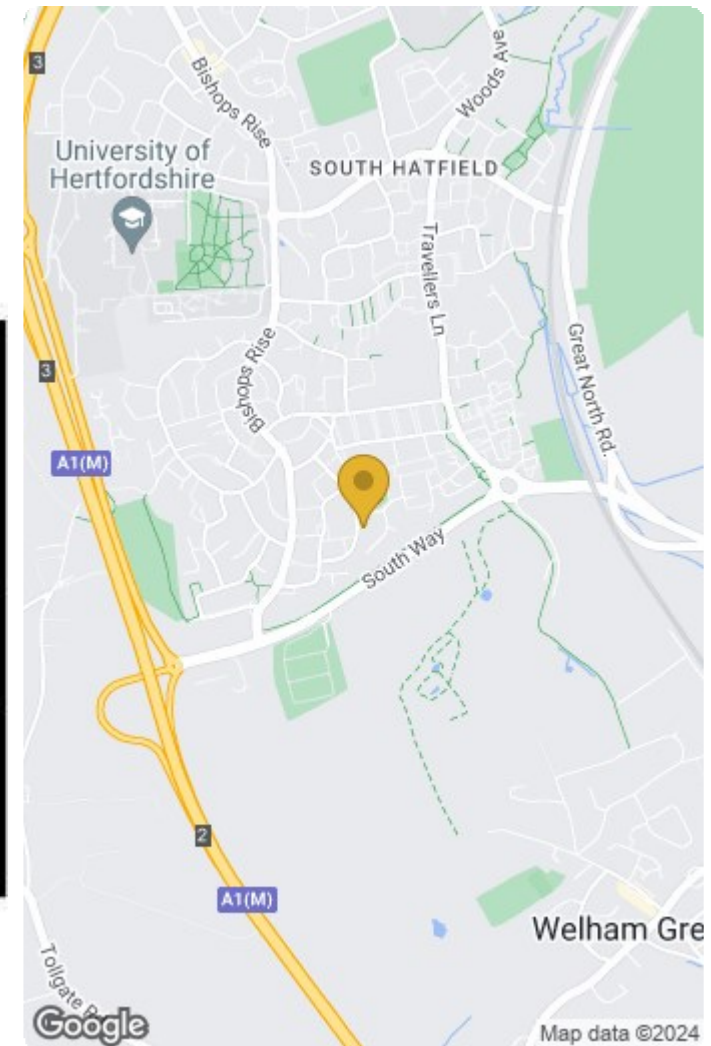 3
Bishops Rise
Woods Ave
University of
Hertfordshire
SOUTH HATFIELD
Travellers Ln
Great North Rd.
Bishops Rise
3
A1(M)
South Way
2
A1(M)
Welham Gre
Tollgate
Google
Map data ©2024